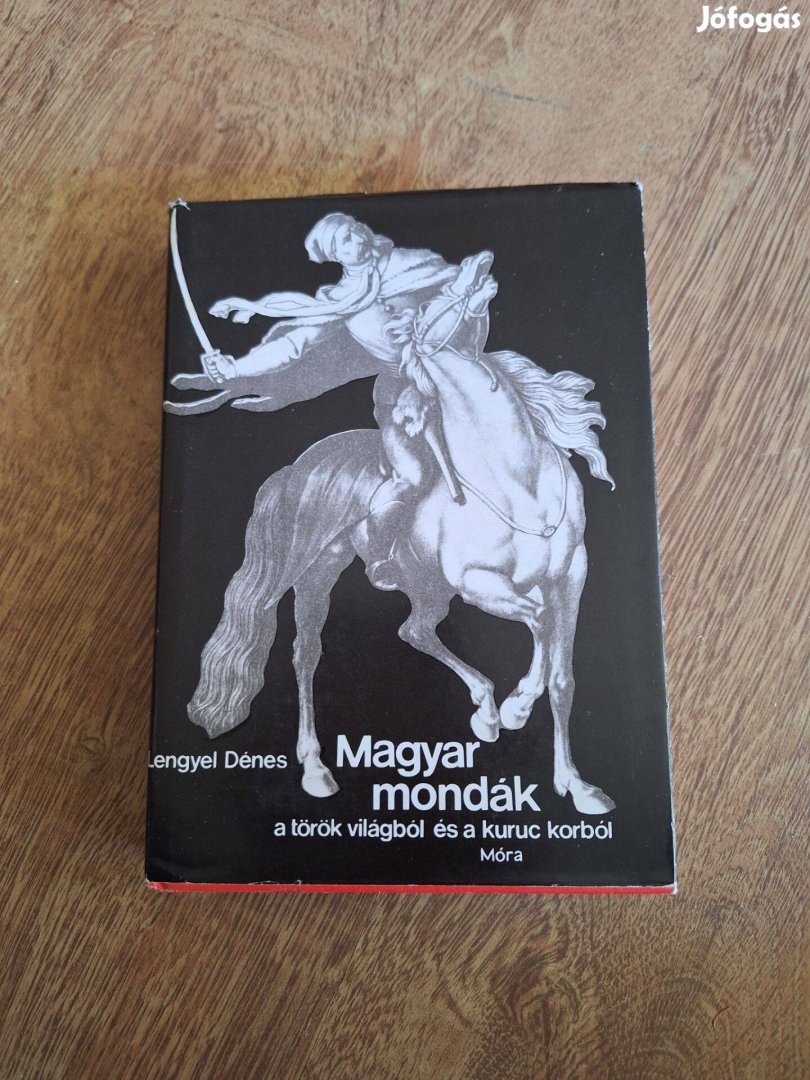 Jófogás
Lengyel Dénes
Magyar
mondák
a török világból és a kuruc korból
Móra